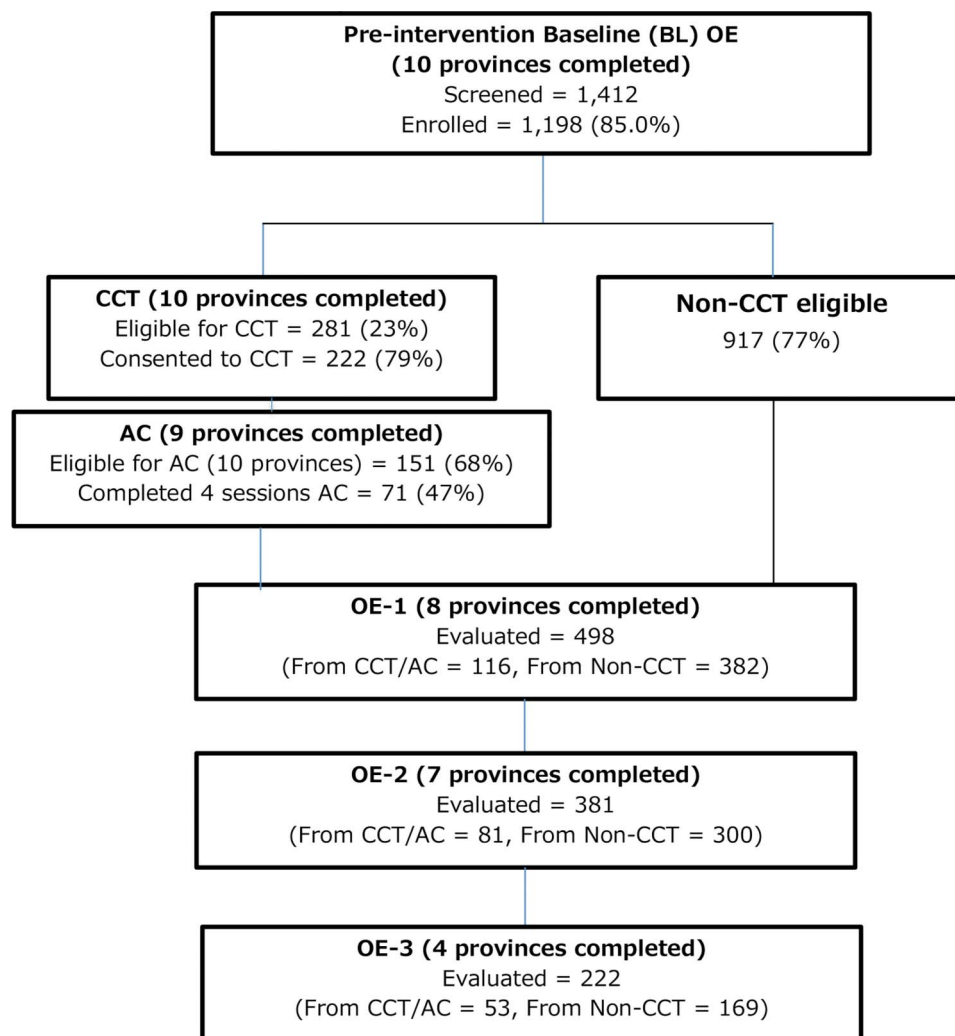 Pre-intervention Baseline (BL) OE
(10 provinces completed)
Screened = 1,412
Enrolled = 1,198 (85.0%)
CCT (10 provinces completed)
Eligible for CCT = 281 (23%)
Consented to CCT = 222 (79%)
Non-CCT eligible
917 (77%)
AC (9 provinces completed)
Eligible for AC (10 provinces) = 151 (68%)
Completed 4 sessions AC = 71 (47%)
OE-1 (8 provinces completed)
Evaluated = 498
(From CCT/AC = 116, From Non-CCT = 382)
OE-2 (7 provinces completed)
Evaluated = 381
(From CCT/AC = 81, From Non-CCT = 300)
OE-3 (4 provinces completed)
Evaluated = 222
(From CCT/AC = 53, From Non-CCT = 169)